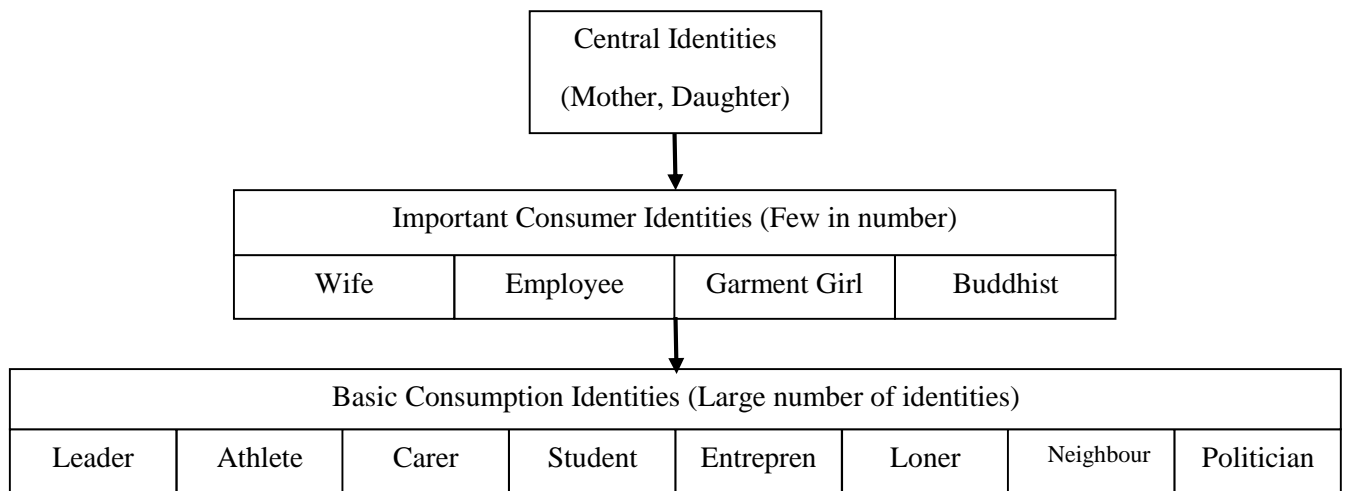 Central Identities
(Mother, Daughter)
Important Consumer Identities (Few in number)
Wife Employee Garment Girl Buddhist
Basic Consumption Identities (Large number of identities)
Leader Athlete Carer Student Entrepren Loner Neighbour Politician